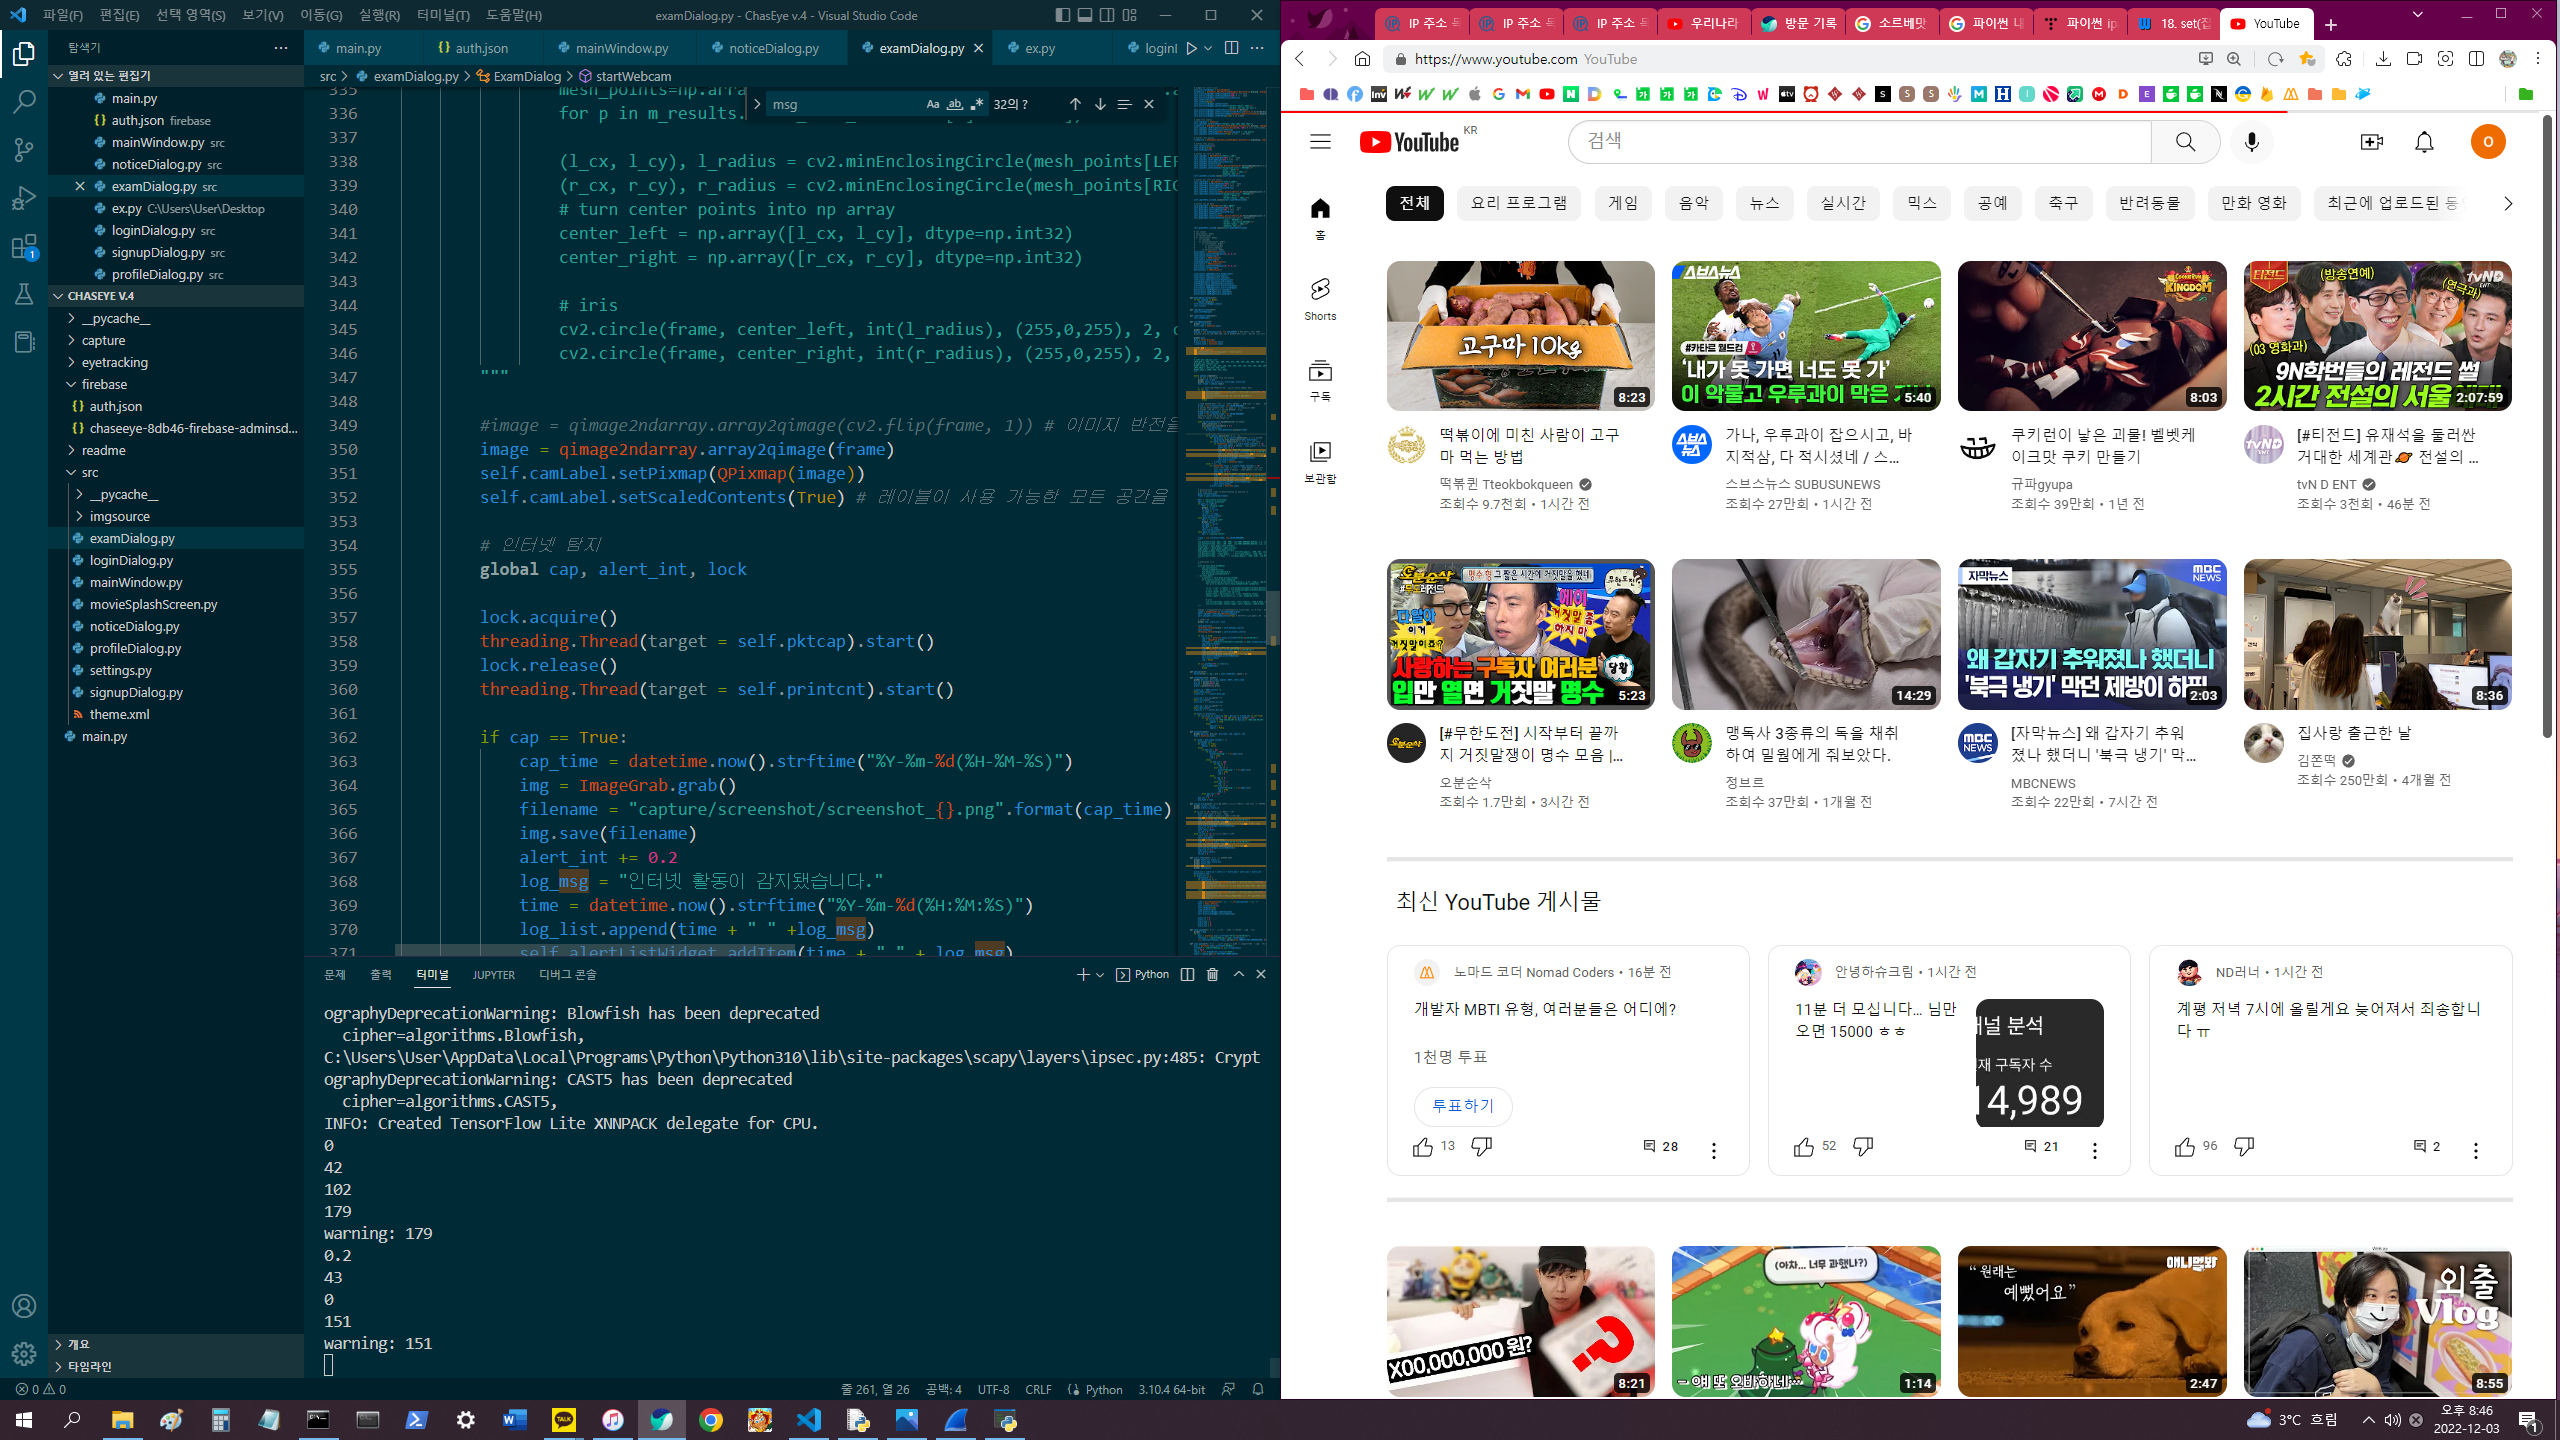 파일(F) 편집(E) 선택 영역(S) 보기(V) 이동(G) 실행(R) 터미널(T) 도움말(H)
examDialog.py - ChasEye v.4 - Visual Studio Code
탐색기
열려 있는 편집기
main.py
auth.json firebase
mainWindow.py src
noticeDialog.py src
examDialog.py src
ex.py C:\Users\User\Desktop
loginDialog.py src
signupDialog.py src
profileDialog.py src
CHASEYE V.4
__pycache__
capture
eyetracking
firebase
auth.json
chaseeye-8db46-firebase-adminsd...
readme
src
__pycache__
imgsource
examDialog.py
loginDialog.py
mainWindow.py
movieSplashScreen.py
noticeDialog.py
profileDialog.py
settings.py
signupDialog.py
theme.xml
main.py
개요
타임라인
main.py auth.json mainWindow.py noticeDialog.py examDialog.py ex.py
src > examDialog.py > ExamDialog > startWebcam
msg
32의 ?
335 mesh_points=np.arra
336 for p in m_results.
337
338 (l_cx, l_cy), l_radius = cv2.minEnclosingCircle(mesh_points[LEF
339 (r_cx, r_cy), r_radius = cv2.minEnclosingCircle(mesh_points[RIG
340 # turn center points into np array
341 center_left = np.array([l_cx, l_cy], dtype=np.int32)
342 center_right = np.array([r_cx, r_cy], dtype=np.int32)
343
344 # iris
345 cv2.circle(frame, center_left, int(l_radius), (255,0,255), 2, c
346 cv2.circle(frame, center_right, int(r_radius), (255,0,255), 2,
347 """
348
349 #image = qimage2ndarray.array2qimage(cv2.flip(frame, 1)) # 이미지 반전을
350 image = qimage2ndarray.array2qimage(frame)
351 self.camLabel.setPixmap(QPixmap(image))
352 self.camLabel.setScaledContents(True) # 레이블이 사용 가능한 모든 공간을
353
354 # 인터넷 탐지
355 global cap, alert_int, lock
356
357 lock.acquire()
358 threading.Thread(target = self.pktcap).start()
359 lock.release()
360 threading.Thread(target = self.printcnt).start()
361
362 if cap == True:
363 cap_time = datetime.now().strftime("%Y-%m-%d(%H-%M-%S)")
364 img = ImageGrab.grab()
365 filename = "capture/screenshot/screenshot_{}.png".format(cap_time)
366 img.save(filename)
367 alert_int += 0.2
368 log_msg = "인터넷 활동이 감지됐습니다."
369 time = datetime.now().strftime("%Y-%m-%d(%H:%M:%S)")
370 log_list.append(time + " " +log_msg)
371 self.alertListWidget.addItem(time + " " + log_msg)
문제 출력 터미널 JUPYTER 디버그 콘솔
Python
ographyDeprecationWarning: Blowfish has been deprecated
cipher=algorithms.Blowfish,
C:\Users\User\AppData\Local\Programs\Python\Python310\lib\site-packages\scapy\layers\ipsec.py:485: Crypt
ographyDeprecationWarning: CAST5 has been deprecated
cipher=algorithms.CAST5,
INFO: Created TensorFlow Lite XNNPACK delegate for CPU.
0
42
102
179
warning: 179
0.2
43
0
151
warning: 151
0 0
줄 261, 열 26 공백: 4 UTF-8 CRLF Python 3.10.4 64-bit
IP 주소 IP 주소 IP 주소 우리나라 방문 기록 소르베맛 파이썬 파이썬 ip 18. set(집 YouTube
https://www.youtube.com YouTube
YouTube KR
검색
홈
Shorts
구독
보관함
전체 요리 프로그램 게임 음악 뉴스 실시간 믹스 공예 축구 반려동물 만화 영화 최근에 업로드된
고구마 10kg
8:23
스브스뉴스
#카타르 월드컵
'내가 못 가면 너도 못 가'
이 악물고 우루과이 막은
5:40
KINGDOM
8:03
티전드
(방송연예)
(연극과)
(03 영화과)
tvND ENT
9N학번들의 레전드 썰
2시간 전설의 서울
2:07:59
떡볶이에 미친 사람이 고구
마 먹는 방법
떡볶퀸 Tteokbokqueen
조회수 9.7천회 • 1시간 전
가나, 우루과이 잡으시고, 바
지적삼, 다 적시셨네 / 스...
스브스뉴스 SUBUSUNEWS
조회수 27만회 • 1시간 전
쿠키런이 낳은 괴물! 벨벳케
이크맛 쿠키 만들기
규파gyupa
조회수 39만회 • 1년 전
[#티전드] 유재석을 둘러싼
거대한 세계관🪐 전설의 ...
tvN D ENT
조회수 3천회 • 46분 전
오분순삭
명수형 그 짧은 시간에 거짓말을 했네
다 알아
이거
거짓말이죠?
에이
거짓말 좀
하지 마
당황
사랑하는 구독자 여러분
입만 열면 거짓말 명수
5:23
14:29
자막뉴스
MBC NEWS
왜 갑자기 추워졌나 했더니
'북극 냉기' 막던 제방이 하필
2:03
8:36
[#무한도전] 시작부터 끝까
지 거짓말쟁이 명수 모음 |...
오분순삭
조회수 1.7만회 • 3시간 전
맹독사 3종류의 독을 채취
하여 밀웜에게 줘보았다.
정브르
조회수 37만회 • 1개월 전
[자막뉴스] 왜 갑자기 추워
졌나 했더니 '북극 냉기' 막...
MBCNEWS
조회수 22만회 • 7시간 전
집사랑 출근한 날
김쫀떡
조회수 250만회 • 4개월 전
최신 YouTube 게시물
노마드 코더 Nomad Coders • 16분 전
개발자 MBTI 유형, 여러분들은 어디에?
1천명 투표
투표하기
13 28
안녕하슈크림 • 1시간 전
11분 더 모십니다... 님만
오면 15000 ㅎㅎ
널 분석
재 구독자 수
14,989
52 21
ND러너 • 1시간 전
계평 저녁 7시에 올릴게요 늦어져서 죄송합니
다 ㅠ
96 2
X00,000,000 원?
8:21
(아차... 너무 과했나?)
1:14
“ 원래는
예뻤어요”
2:47
외출
Vlog
8:55
3°C 흐림
오후 8:46
2022-12-03